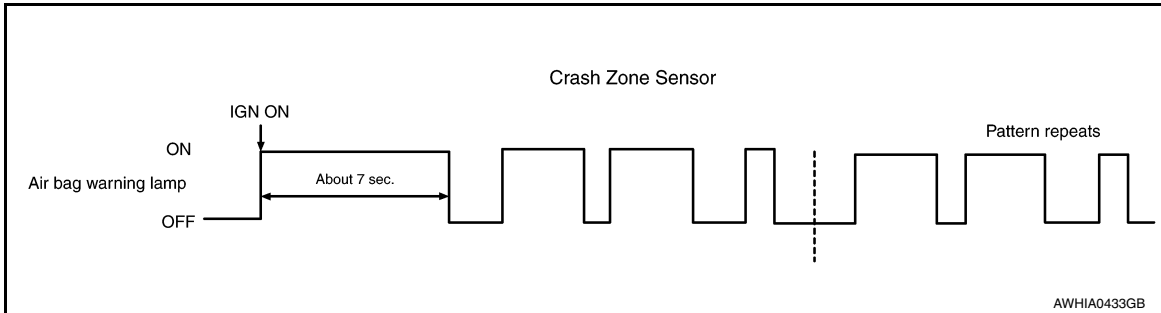 Crash Zone Sensor
IGN ON
Pattern repeats
ON
Air bag warning lamp
About 7 sec.
OFF
AWHIA0433GB